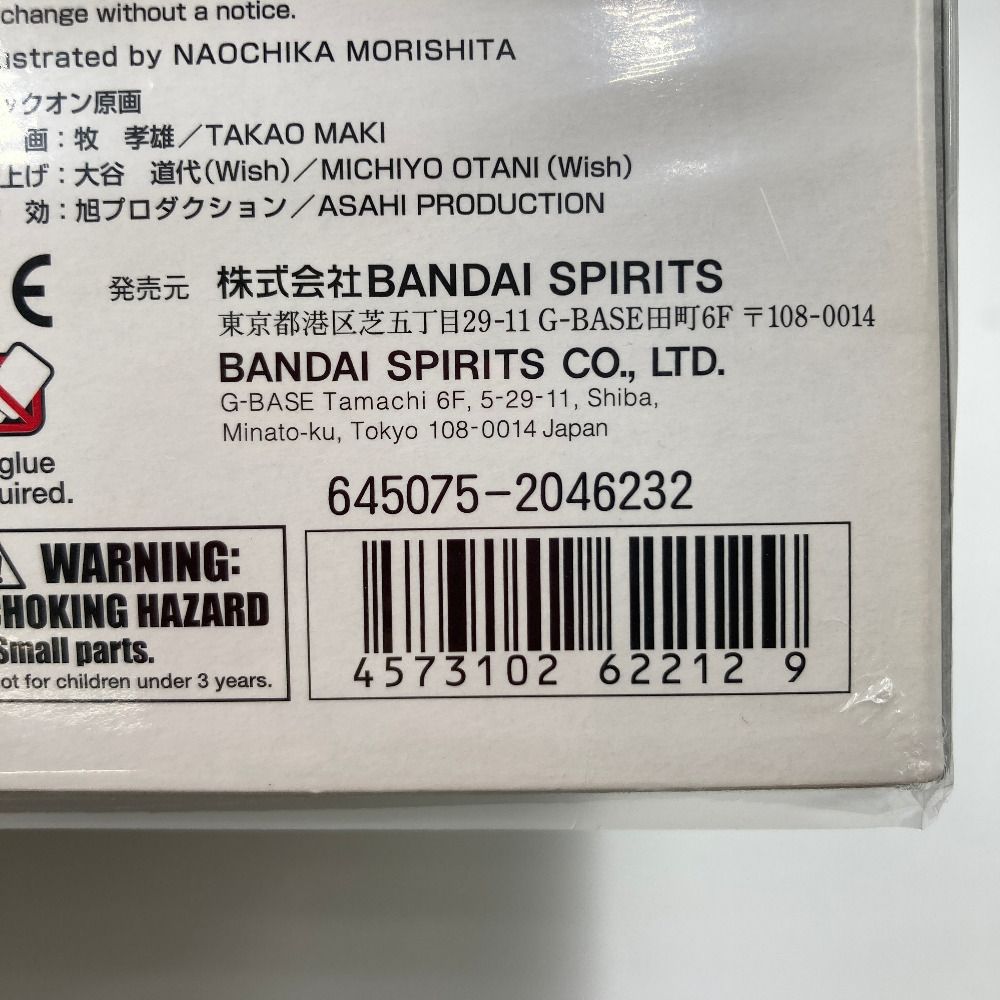 change without a notice.
ustrated by NAOCHIKA MORISHITA
ックオン原画
画：牧 孝雄／TAKAO MAKI
上げ：大谷 道代（Wish）／MICHIYO OTANI（Wish）
効：旭プロダクション／ASAHI PRODUCTION
CE
発売元 株式会社BANDAI SPIRITS
東京都港区芝五丁目29-11 G-BASE田町6F 〒108-0014
BANDAI SPIRITS CO., LTD.
G-BASE Tamachi 6F, 5-29-11, Shiba,
Minato-ku, Tokyo 108-0014 Japan
glue
uired.
645075-2046232
WARNING:
CHOKING HAZARD
Small parts.
ot for children under 3 years.
4573102 62212 9